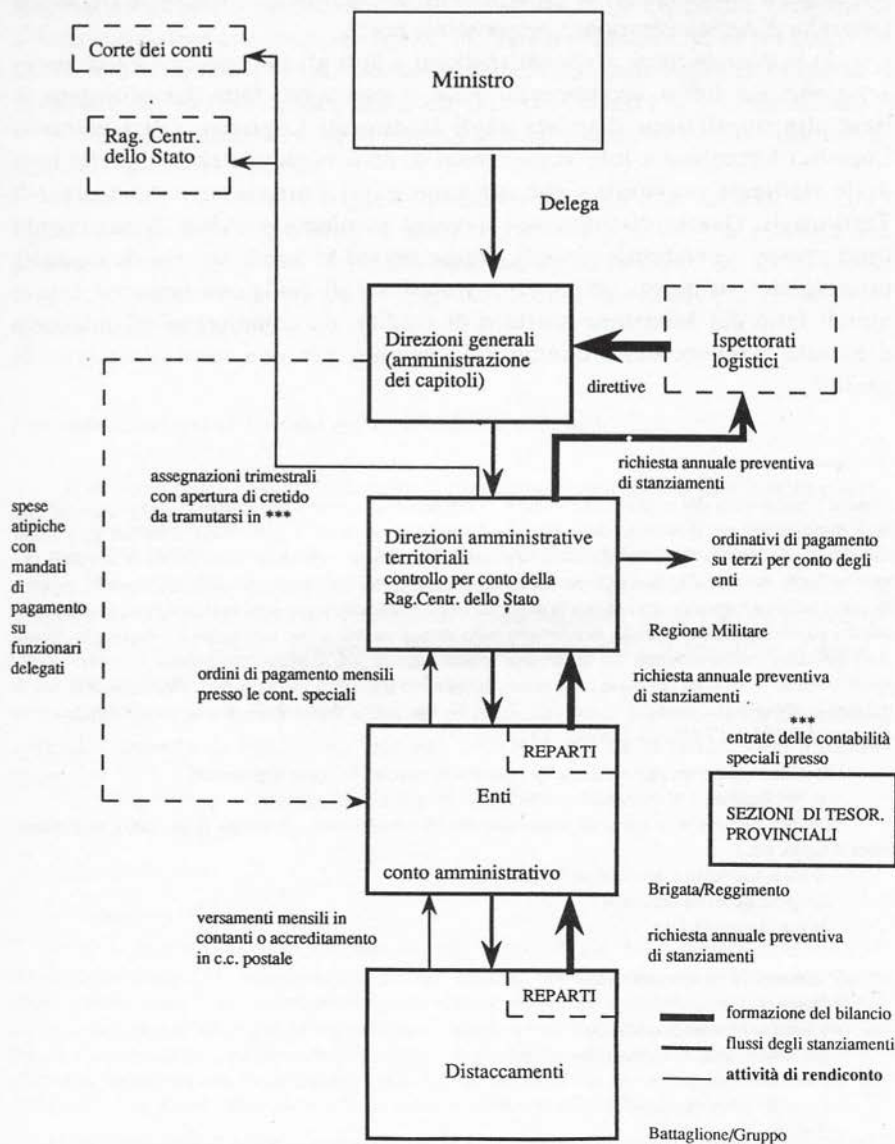 Corte dei conti
Ministro
Rag. Centr.
dello Stato
Delega
Direzioni generali
(amministrazione
dei capitoli)
Ispettorati
logistici
direttive
assegnazioni trimestrali
con apertura di cretido
da tramutarsi in ***
richiesta annuale preventiva
di stanziamenti
spese
atipiche
con
mandati
di
pagamento
su
funzionari
delegati
Direzioni amministrative
territoriali
controllo per conto della
Rag.Centr. dello Stato
ordinativi di pagamento
su terzi per conto degli
enti
Regione Militare
ordini di pagamento mensili
presso le cont. speciali
richiesta annuale preventiva
di stanziamenti
REPARTI
Enti
conto amministrativo
***
entrate delle contabilità
speciali presso
SEZIONI DI TESOR.
PROVINCIALI
Brigata/Reggimento
versamenti mensili in
contanti o accreditamento
in c.c. postale
richiesta annuale preventiva
di stanziamenti
REPARTI
Distaccamenti
formazione del bilancio
flussi degli stanziamenti
attività di rendiconto
Battaglione/Gruppo